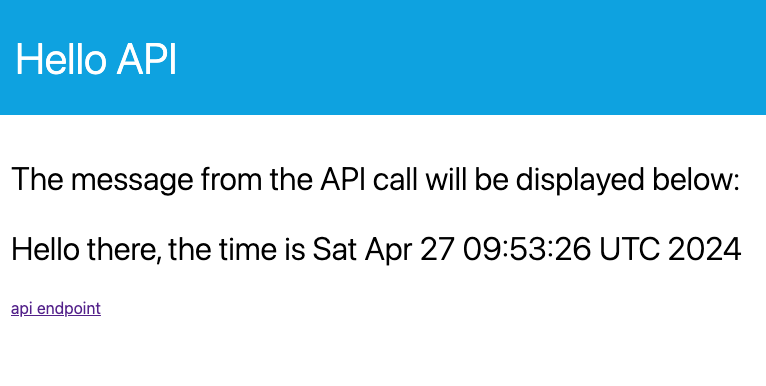 Hello API
The message from the API call will be displayed below:
Hello there, the time is Sat Apr 27 09:53:26 UTC 2024
api endpoint